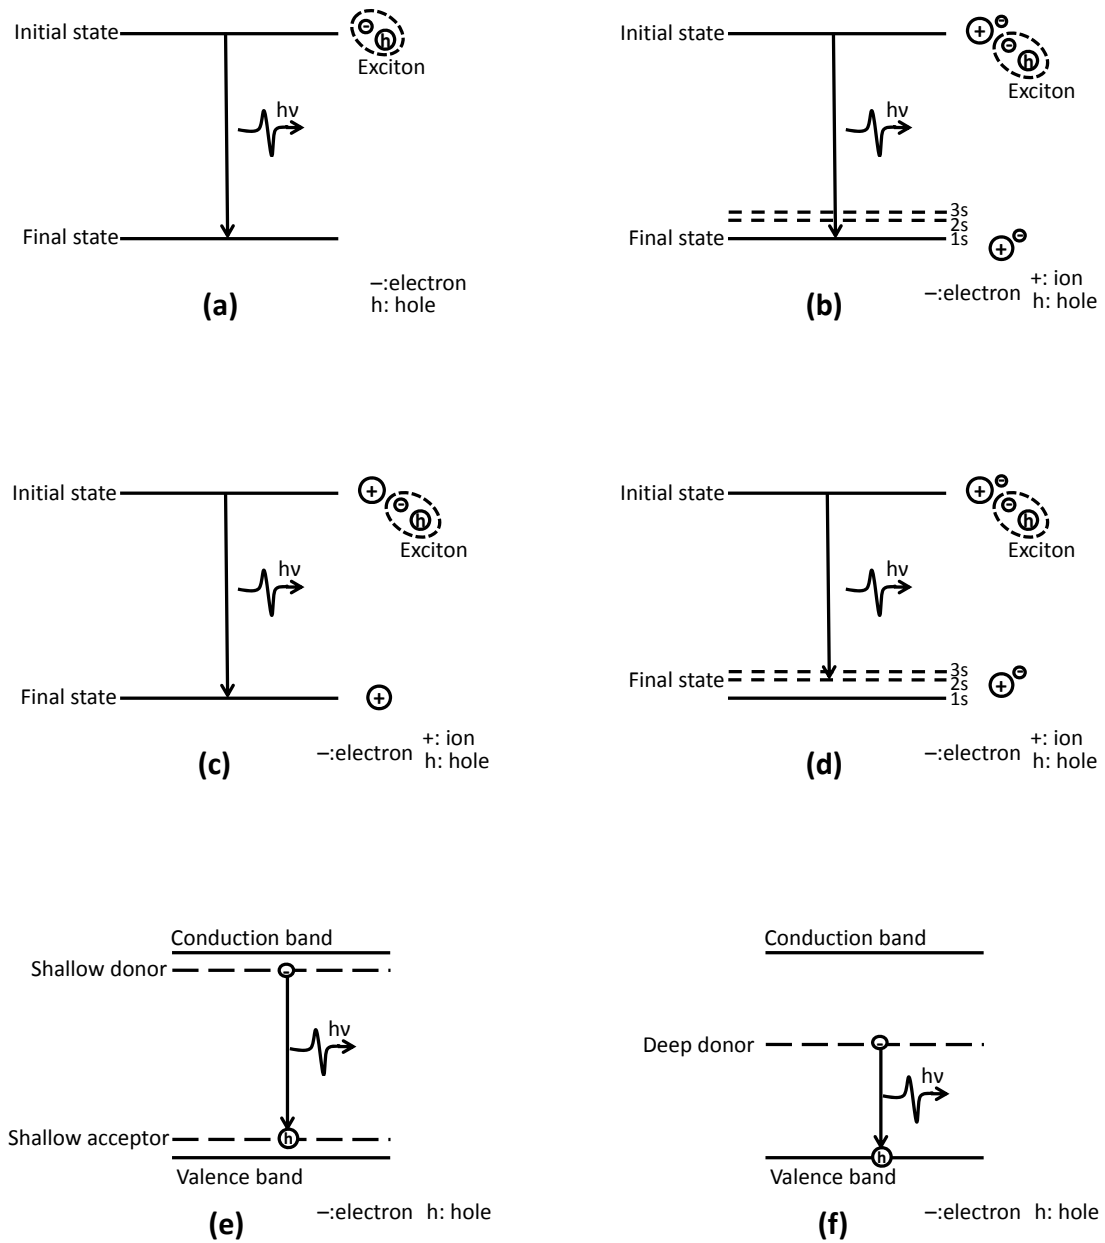 Initial state
- h
Exciton
hν
Final state
–:electron
h: hole
(a)
Initial state
+ -
- h
Exciton
hν
3s
2s
Final state 1s
+ -
–:electron +: ion
h: hole
(b)
Initial state
+
- h
Exciton
hν
Final state
+
–:electron +: ion
h: hole
(c)
Initial state
+ -
- h
Exciton
hν
3s
Final state 2s
1s
+ -
–:electron +: ion
h: hole
(d)
Conduction band
Shallow donor
-
hν
Shallow acceptor
h
Valence band
–:electron h: hole
(e)
Conduction band
Deep donor
-
hν
h
Valence band
–:electron h: hole
(f)